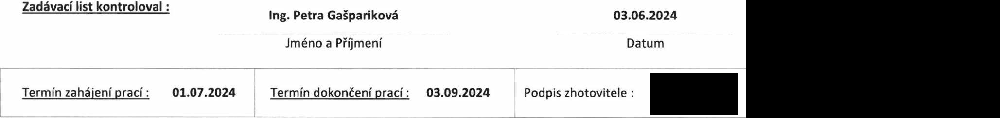 Zadávací list kontroloval :
Ing. Petra Gašpariková 03.06.2024
Jméno a Příjmení Datum
Termín zahájení prací : 01.07.2024 Termín dokončení prací : 03.09.2024 Podpis zhotovitele :